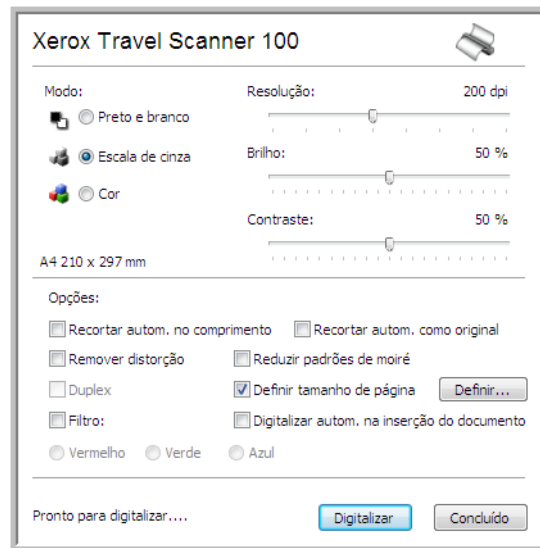 Xerox Travel Scanner 100
Modo:
Preto e branco
Escala de cinza
Cor
A4 210 x 297 mm
Resolução: 200 dpi
Brilho: 50 %
Contraste: 50 %
Opções:
Recortar autom. no comprimento Recortar autom. como original
Remover distorção Reduzir padrões de moiré
Duplex Definir tamanho de página Definir...
Filtro: Digitalizar autom. na inserção do documento
Vermelho Verde Azul
Pronto para digitalizar.... Digitalizar Concluído